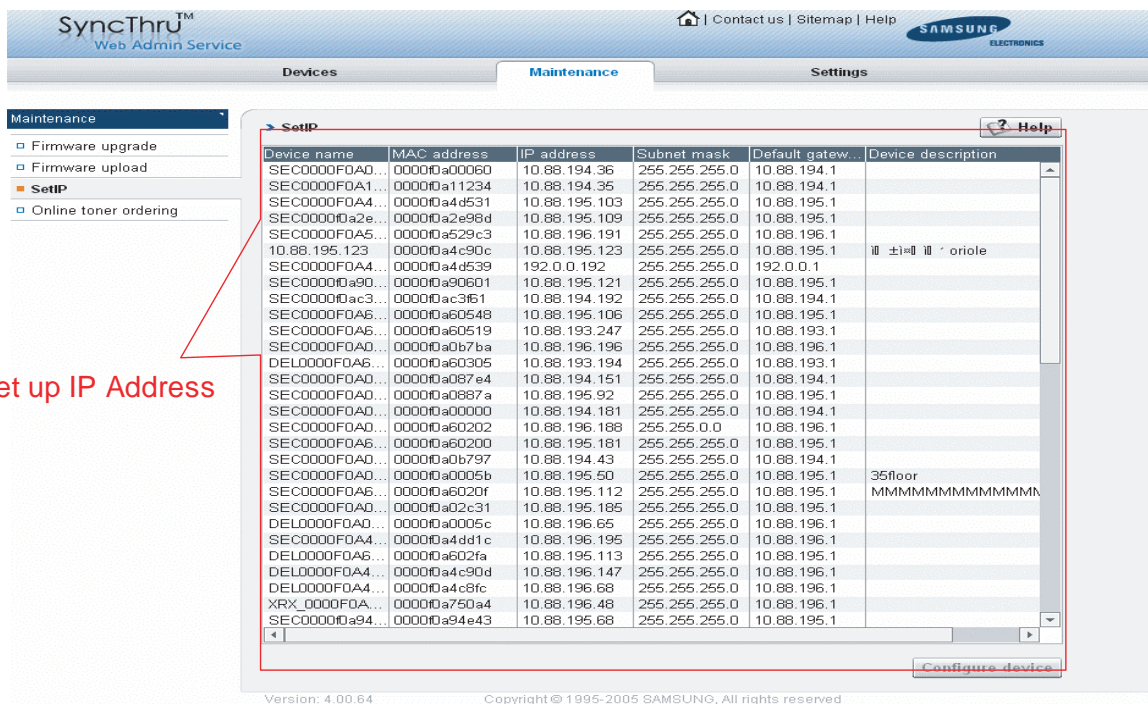 SyncThru™
Web Admin Service
| Contact us | Sitemap | Help
SAMSUNG
ELECTRONICS
Devices
Maintenance
Settings
Maintenance
Firmware upgrade
Firmware upload
SetIP
Online toner ordering
SetIP
Help
Device name MAC address IP address Subnet mask Default gatew... Device description
SEC0000F0A0... 0000f0a00060 10.88.194.36 255.255.255.0 10.88.194.1
SEC0000F0A1... 0000f0a11234 10.88.194.35 255.255.255.0 10.88.194.1
SEC0000F0A4... 0000f0a4d531 10.88.195.103 255.255.255.0 10.88.195.1
SEC0000f0a2e... 0000f0a2e98d 10.88.195.109 255.255.255.0 10.88.195.1
SEC0000F0A5... 0000f0a529c3 10.88.196.191 255.255.255.0 10.88.196.1
10.88.195.123 0000f0a4c90c 10.88.195.123 255.255.255.0 10.88.195.1 oriole
SEC0000F0A4... 0000f0a4d539 192.0.0.192 255.255.255.0 192.0.0.1
SEC0000f0a90... 0000f0a90601 10.88.195.121 255.255.255.0 10.88.195.1
SEC0000f0ac3... 0000f0ac3f61 10.88.194.192 255.255.255.0 10.88.194.1
SEC0000F0A6... 0000f0a60548 10.88.195.106 255.255.255.0 10.88.195.1
SEC0000F0A6... 0000f0a60519 10.88.193.247 255.255.255.0 10.88.193.1
SEC0000F0A0... 0000f0a0b7ba 10.88.196.196 255.255.255.0 10.88.196.1
DEL0000F0A6... 0000f0a60305 10.88.193.194 255.255.255.0 10.88.193.1
SEC0000F0A0... 0000f0a087e4 10.88.194.151 255.255.255.0 10.88.194.1
SEC0000F0A0... 0000f0a0887a 10.88.195.92 255.255.255.0 10.88.195.1
SEC0000F0A0... 0000f0a00000 10.88.194.181 255.255.255.0 10.88.194.1
SEC0000F0A6... 0000f0a60202 10.88.196.188 255.255.0.0 10.88.196.1
SEC0000F0A6... 0000f0a60200 10.88.195.181 255.255.255.0 10.88.195.1
SEC0000F0A0... 0000f0a0b797 10.88.194.43 255.255.255.0 10.88.194.1
SEC0000F0A0... 0000f0a0005b 10.88.195.50 255.255.255.0 10.88.195.1 35floor
SEC0000F0A6... 0000f0a6020f 10.88.195.112 255.255.255.0 10.88.195.1 MMMMMMMMMMMMM
SEC0000F0A0... 0000f0a02c31 10.88.195.185 255.255.255.0 10.88.195.1
DEL0000F0A0... 0000f0a0005c 10.88.196.65 255.255.255.0 10.88.196.1
SEC0000F0A4... 0000f0a4dd1c 10.88.196.195 255.255.255.0 10.88.196.1
DEL0000F0A6... 0000f0a602fa 10.88.195.113 255.255.255.0 10.88.195.1
DEL0000F0A4... 0000f0a4c90d 10.88.196.147 255.255.255.0 10.88.196.1
DEL0000F0A4... 0000f0a4c8fc 10.88.196.68 255.255.255.0 10.88.196.1
XRX_0000F0A... 0000f0a750a4 10.88.196.48 255.255.255.0 10.88.196.1
SEC0000f0a94... 0000f0a94e43 10.88.195.68 255.255.255.0 10.88.195.1
et up IP Address
Configure device
Version: 4.00.64 Copyright © 1995-2005 SAMSUNG, All rights reserved